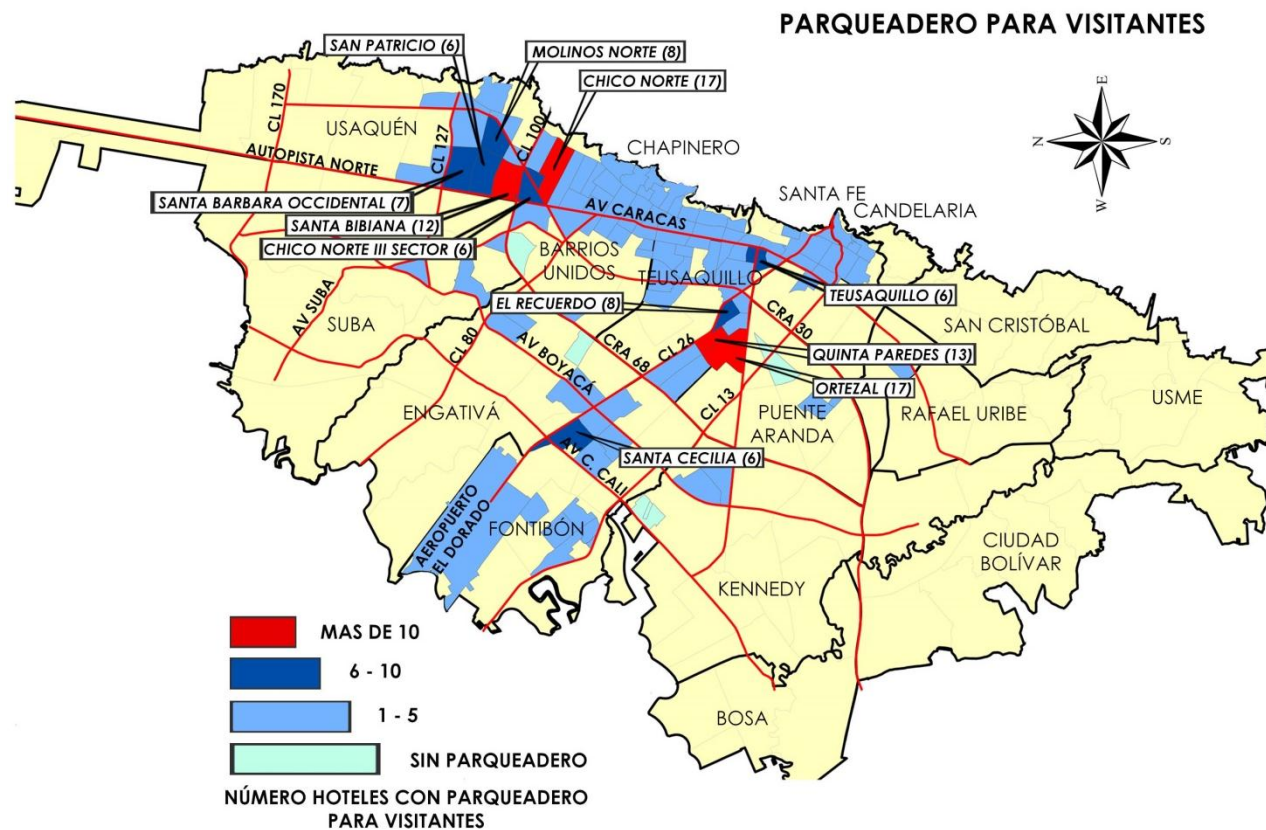 PARQUEADERO PARA VISITANTES
SAN PATRICIO (6)
MOLINOS NORTE (8)
CHICO NORTE (17)
E
N
S
W
CL 170
USAQUÉN
CL 127
CL 100
CHAPINERO
AUTOPISTA NORTE
SANTA FE
CANDELARIA
SANTA BARBARA OCCIDENTAL (7)
SANTA BIBIANA (12)
CHICO NORTE III SECTOR (6)
AV CARACAS
BARRIOS
UNIDOS
TEUSAQUILLO
TEUSAQUILLO (6)
EL RECUERDO (8)
AV SUBA
SUBA
CL 80
AV BOYACÁ
CRA 68
CL 26
CRA 30
SAN CRISTÓBAL
QUINTA PAREDES (13)
ORTEZAL (17)
ENGATIVÁ
CL 13
PUENTE
ARANDA
RAFAEL URIBE
USME
AV C. CALI
SANTA CECILIA (6)
AEROPUERTO
EL DORADO
FONTIBÓN
CIUDAD
BOLÍVAR
KENNEDY
BOSA
MAS DE 10
6 - 10
1 - 5
SIN PARQUEADERO
NÚMERO HOTELES CON PARQUEADERO
PARA VISITANTES